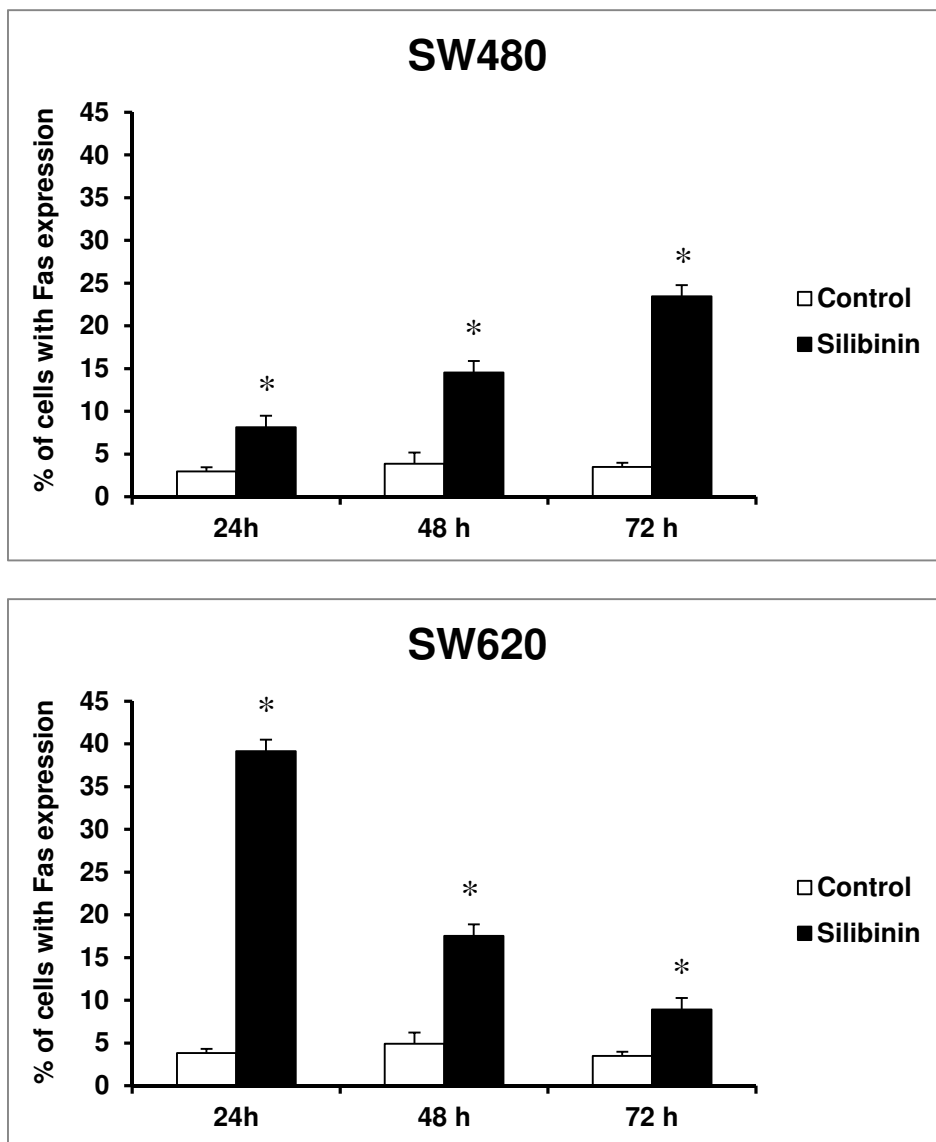 SW480
% of cells with Fas expression
45
40
35
30
25
20
15
10
5
0
*
*
*
24h
48 h
72 h
Control
Silibinin
SW620
% of cells with Fas expression
45
40
35
30
25
20
15
10
5
0
*
*
*
24h
48 h
72 h
Control
Silibinin